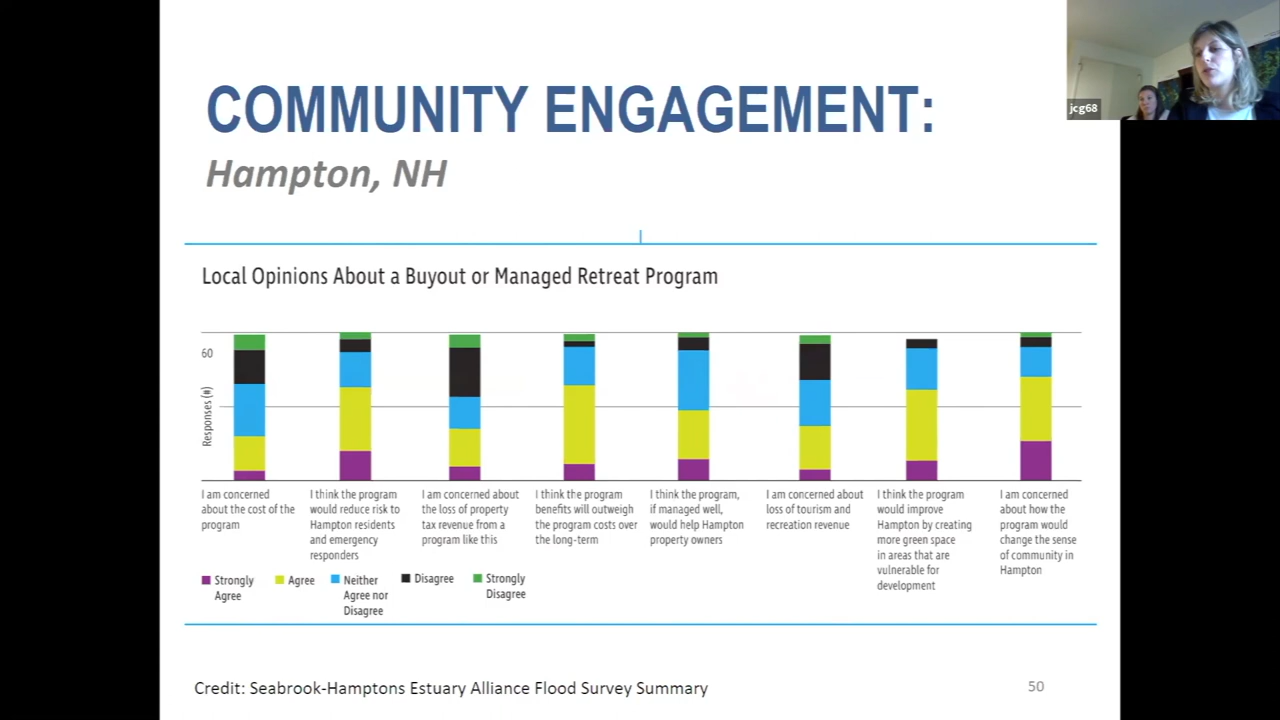 jcg68
COMMUNITY ENGAGEMENT:
Hampton, NH
Local Opinions About a Buyout or Managed Retreat Program
60
Responses (#)
I am concerned
about the cost of the
program
I think the program
would reduce risk to
Hampton residents
and emergency
responders
I am concerned about
the loss of property
tax revenue from a
program like this
I think the program
benefits will outweigh
the program costs over
the long-term
I think the program,
if managed well,
would help Hampton
property owners
I am concerned about
loss of tourism and
recreation revenue
I think the program
would improve
Hampton by creating
more green space
in areas that are
vulnerable for
development
I am concerned
about how the
program would
change the sense
of community in
Hampton
Strongly
Agree
Agree
Neither
Agree nor
Disagree
Disagree
Strongly
Disagree
Credit: Seabrook-Hamptons Estuary Alliance Flood Survey Summary
50